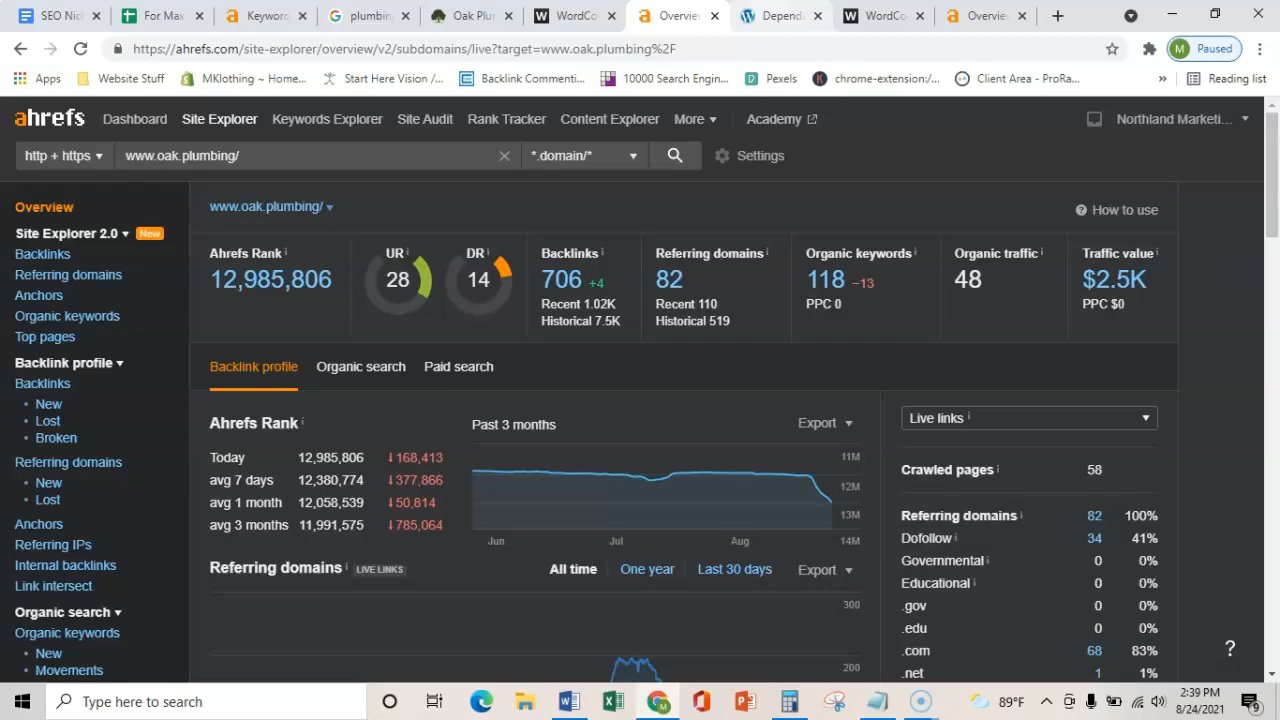 SEO Nich
For Max
Keyword
plumbin
Oak Plur
WordCo
Overview
Depend
WordCo
Overvie
https://ahrefs.com/site-explorer/overview/v2/subdomains/live?target=www.oak.plumbing%2F
M Paused
Apps
Website Stuff
MKlothing ~ Home...
Start Here Vision /...
Backlink Commenti...
10000 Search Engin...
Pexels
chrome-extension:/...
Client Area - ProRa...
»
Reading list
ahrefs
Dashboard
Site Explorer
Keywords Explorer
Site Audit
Rank Tracker
Content Explorer
More
Academy
Northland Marketi...
http + https
www.oak.plumbing/
*.domain/*
Settings
Overview
Site Explorer 2.0 New
Backlinks
Referring domains
Anchors
Organic keywords
Top pages
Backlink profile
Backlinks
New
Lost
Broken
Referring domains
New
Lost
Anchors
Referring IPs
Internal backlinks
Link intersect
Organic search
Organic keywords
New
Movements
www.oak.plumbing/
How to use
Ahrefs Rank
12,985,806
UR
28
DR
14
Backlinks
706 +4
Recent 1.02K
Historical 7.5K
Referring domains
82
Recent 110
Historical 519
Organic keywords
118 −13
PPC 0
Organic traffic
48
Traffic value
$2.5K
PPC $0
Backlink profile
Organic search
Paid search
Ahrefs Rank
Today 12,985,806 ↓168,413
avg 7 days 12,380,774 ↓377,866
avg 1 month 12,058,539 ↓50,814
avg 3 months 11,991,575 ↓785,064
Past 3 months
Export
11M
12M
13M
14M
Jun Jul Aug
Referring domains LIVE LINKS
All time
One year
Last 30 days
Export
300
200
Live links
Crawled pages 58
Referring domains 82 100%
Dofollow 34 41%
Governmental 0 0%
Educational 0 0%
.gov 0 0%
.edu 0 0%
.com 68 83%
.net 1 1%
?
Type here to search
89°F
2:39 PM
8/24/2021
9